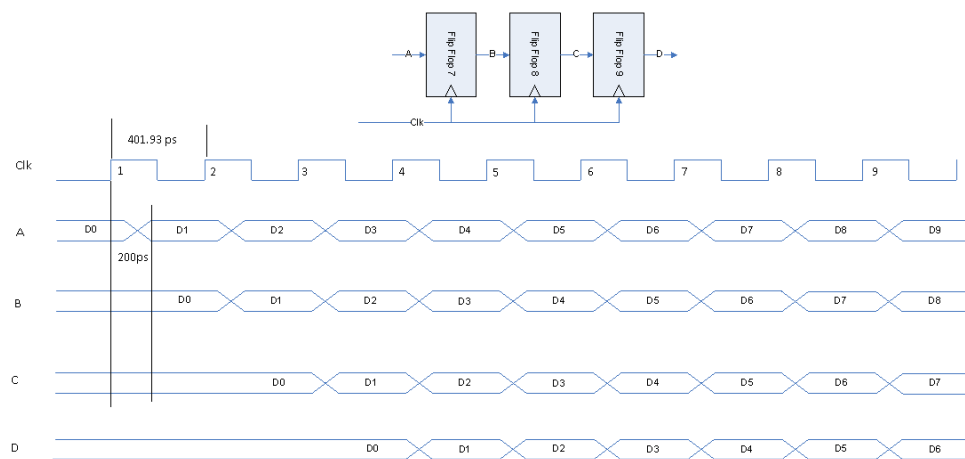 Flip Flop 7
Flip Flop 8
Flip Flop 9
A B C D
Clk
401.93 ps
Clk 1 2 3 4 5 6 7 8 9
A D0 D1 D2 D3 D4 D5 D6 D7 D8 D9
200ps
B D0 D1 D2 D3 D4 D5 D6 D7 D8
C D0 D1 D2 D3 D4 D5 D6 D7
D D0 D1 D2 D3 D4 D5 D6